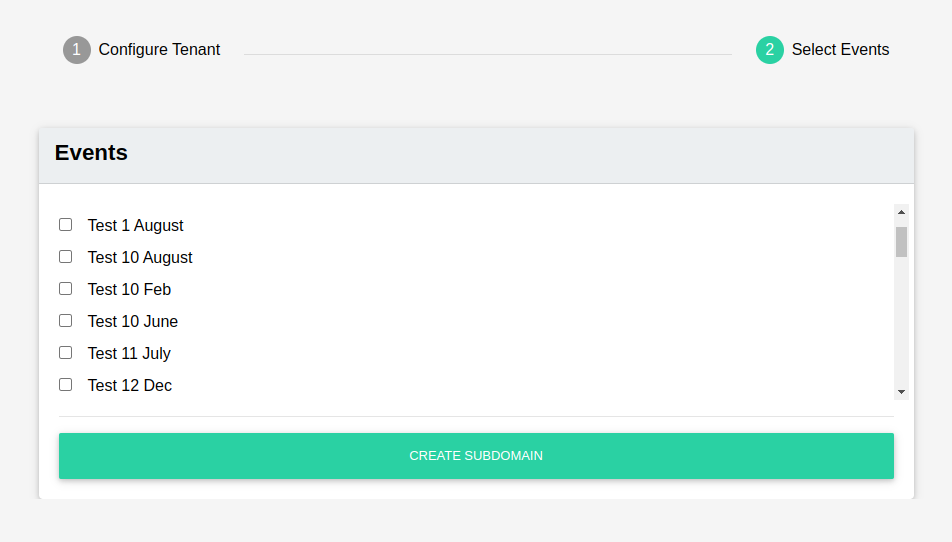 1 Configure Tenant
2 Select Events
Events
Test 1 August
Test 10 August
Test 10 Feb
Test 10 June
Test 11 July
Test 12 Dec
CREATE SUBDOMAIN